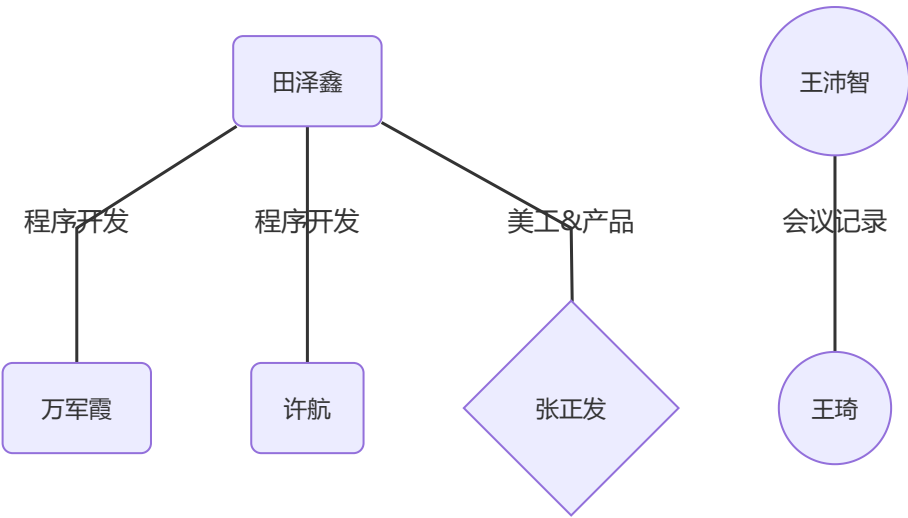 田泽鑫
王沛智
程序开发
程序开发
美工&产品
会议记录
万军霞
许航
张正发
王琦